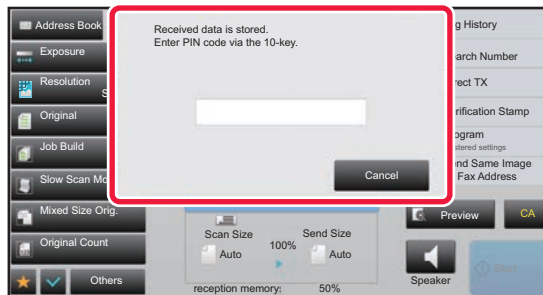 Address Book
Exposure
Resolution
S
Original
Job Build
Slow Scan Mo
Mixed Size Orig.
Original Count
Others
Received data is stored.
Enter PIN code via the 10-key.
Cancel
Scan Size
Auto
100%
Send Size
Auto
reception memory:
50%
g History
arch Number
rect TX
rification Stamp
ogram
stered settings
nd Same Image
Fax Address
Preview
CA
Speaker
Start